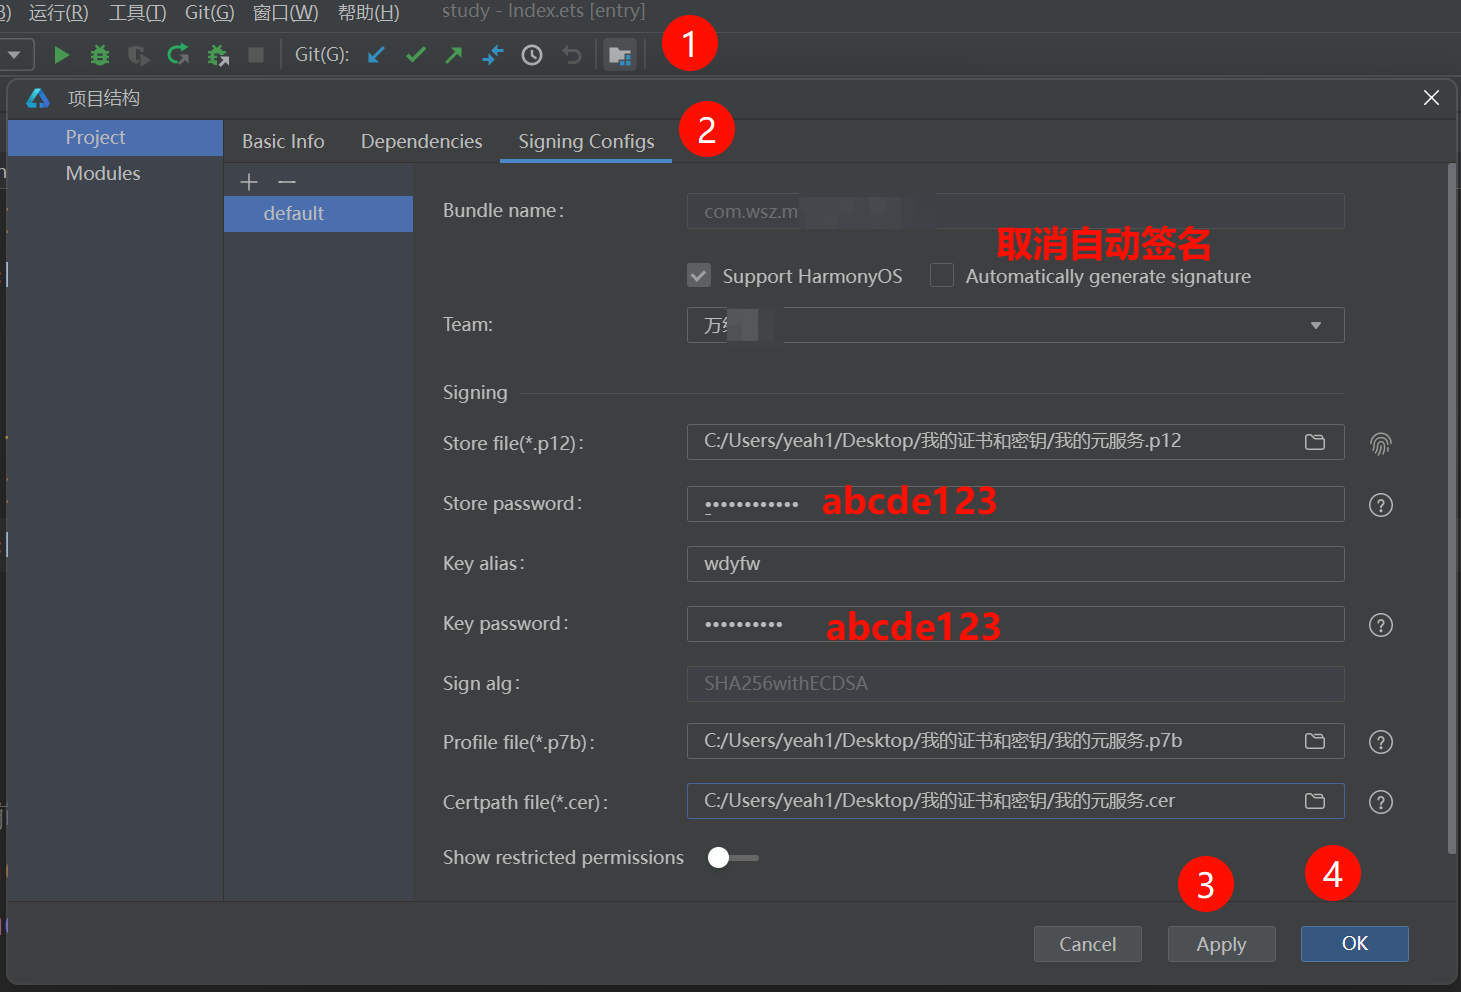 运行(R) 工具(T) Git(G) 窗口(W) 帮助(H) study - Index.ets [entry]
Git(G): 1
项目结构
Project
Modules
Basic Info Dependencies Signing Configs 2
default
Bundle name: com.wsz.m
取消自动签名
Support HarmonyOS Automatically generate signature
Team: 万
Signing
Store file(*.p12): C:/Users/yeah1/Desktop/我的证书和密钥/我的元服务.p12
Store password: •••••••••••• abcde123
Key alias: wdyfw
Key password: •••••••••• abcde123
Sign alg: SHA256withECDSA
Profile file(*.p7b): C:/Users/yeah1/Desktop/我的证书和密钥/我的元服务.p7b
Certpath file(*.cer): C:/Users/yeah1/Desktop/我的证书和密钥/我的元服务.cer
Show restricted permissions
3 4
Cancel Apply OK